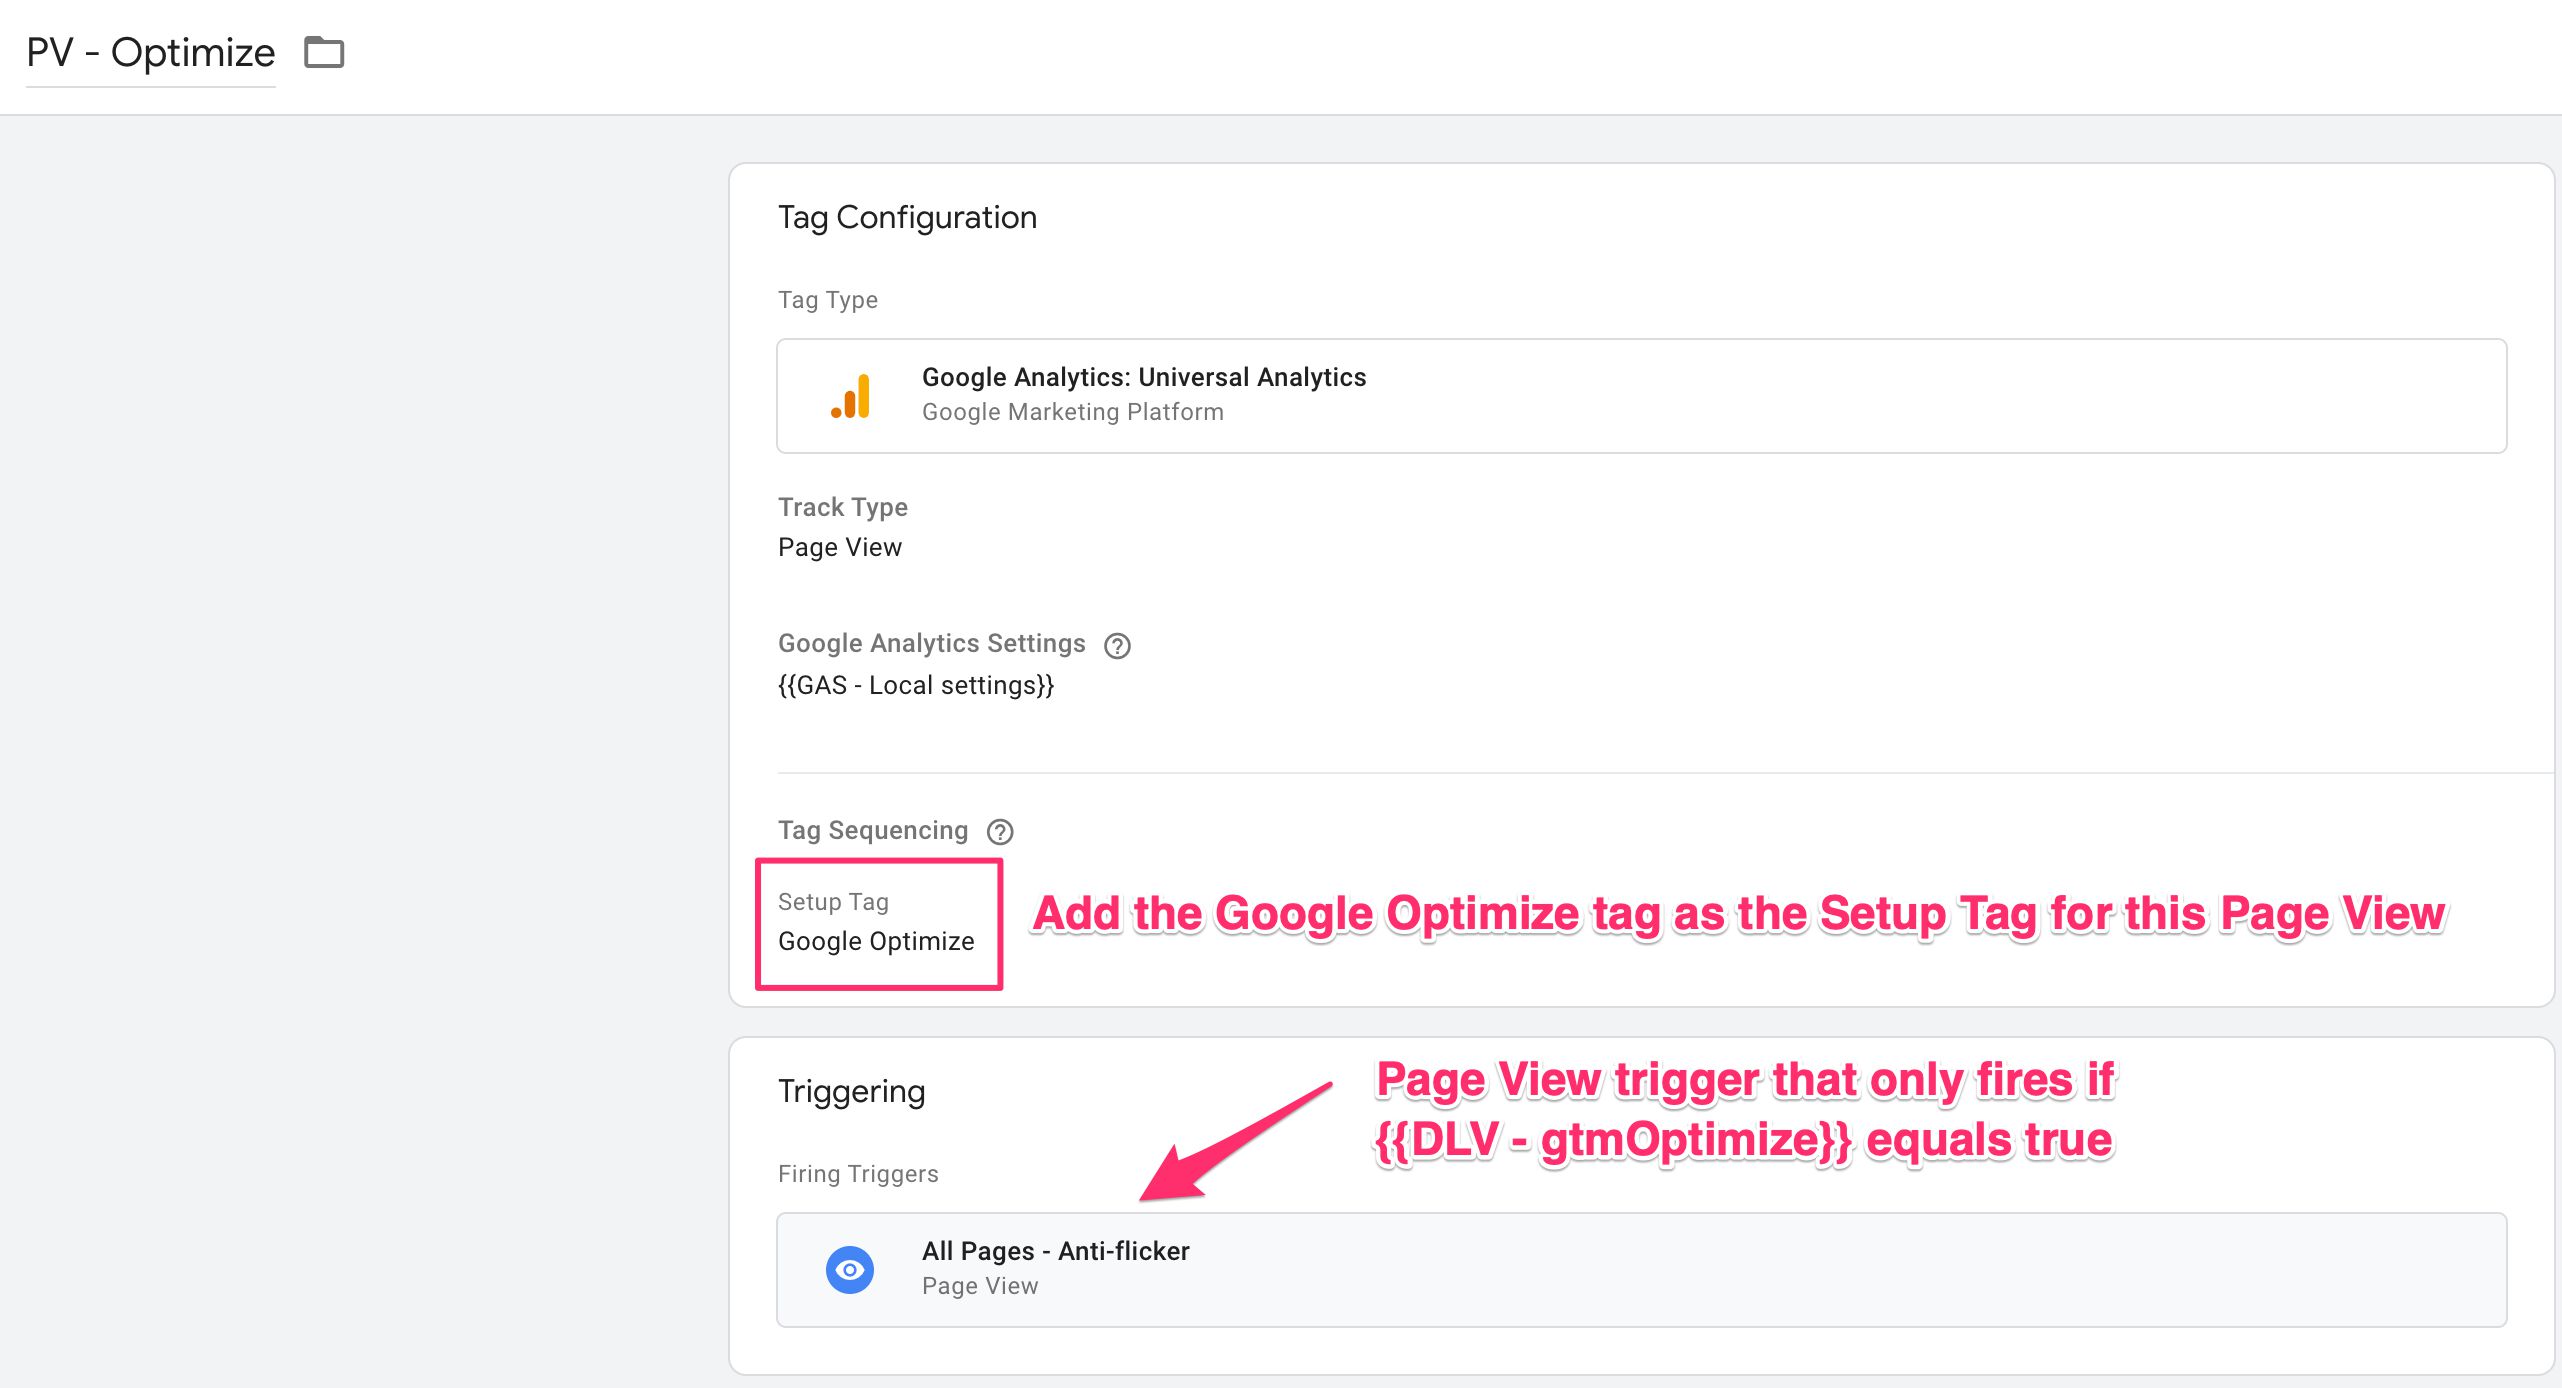 PV - Optimize
Tag Configuration
Tag Type
Google Analytics: Universal Analytics
Google Marketing Platform
Track Type
Page View
Google Analytics Settings
{{GAS - Local settings}}
Tag Sequencing
Setup Tag
Google Optimize
Add the Google Optimize tag as the Setup Tag for this Page View
Triggering
Page View trigger that only fires if
{{DLV - gtmOptimize}} equals true
Firing Triggers
All Pages - Anti-flicker
Page View